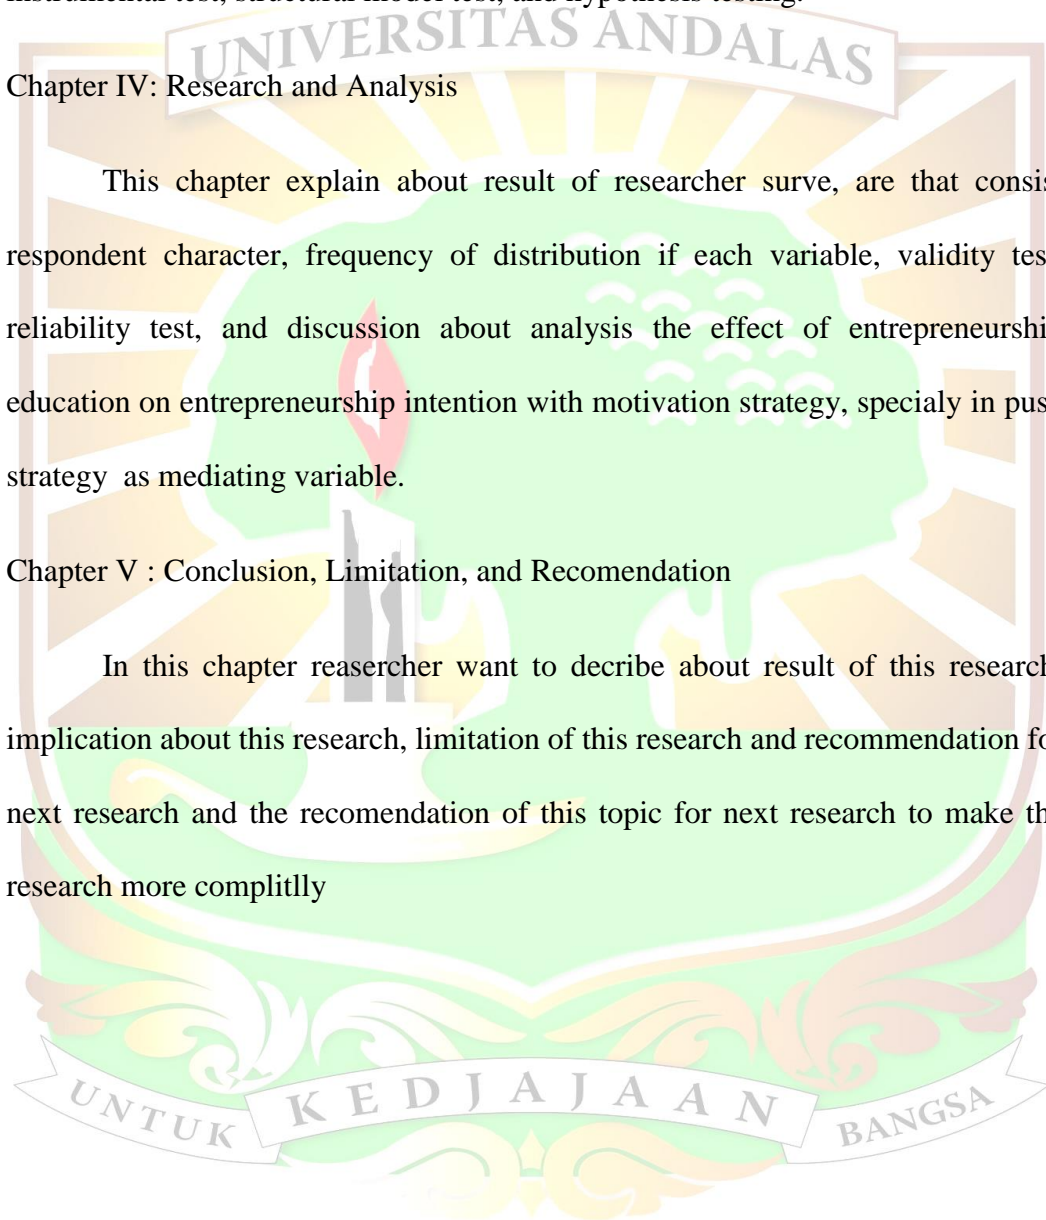 instrumental test, structural model test, and hypothesis testing.
UNIVERSITAS ANDALAS
Chapter IV: Research and Analysis
This chapter explain about result of researcher surve, are that consis
respondent character, frequency of distribution if each variable, validity tes
reliability test, and discussion about analysis the effect of entrepreneurshi
education on entrepreneurship intention with motivation strategy, specialy in pus
strategy as mediating variable.
Chapter V : Conclusion, Limitation, and Recomendation
In this chapter reasercher want to decribe about result of this research
implication about this research, limitation of this research and recommendation fo
next research and the recomendation of this topic for next research to make th
research more complitlly
UNTUK KEDJAJAAN BANGSA